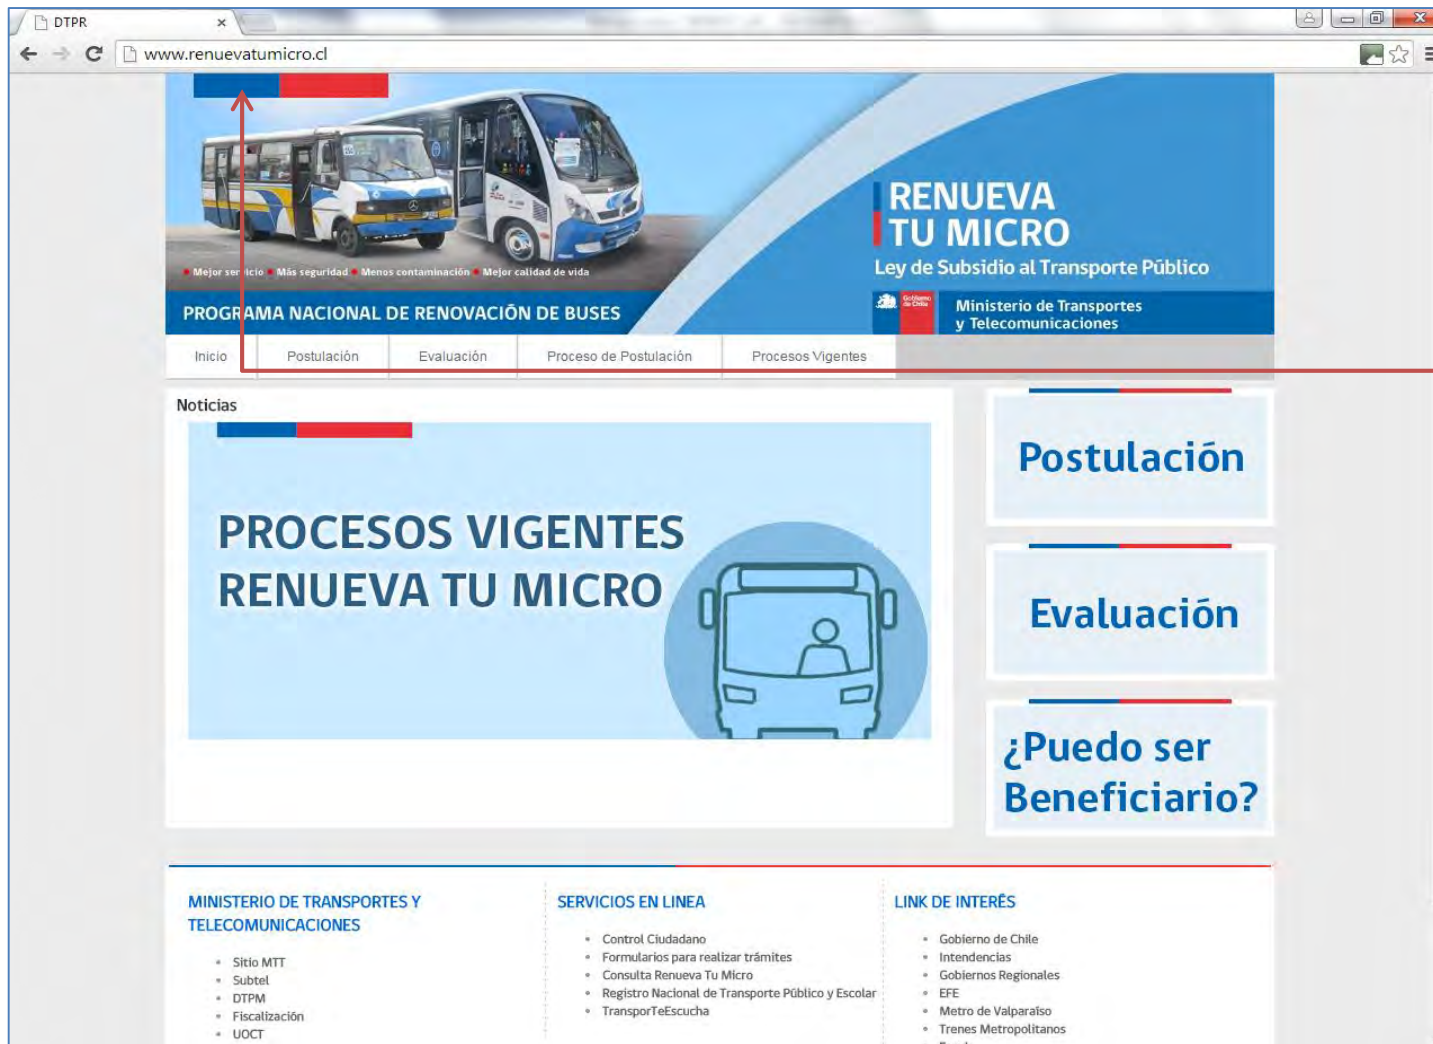 DTPR
www.renuevatumicro.cl
RENUEVA
TU MICRO
Ley de Subsidio al Transporte Público
Mejor servicio • Más seguridad • Menos contaminación • Mejor calidad de vida
PROGRAMA NACIONAL DE RENOVACIÓN DE BUSES
Gobierno
de Chile
Ministerio de Transportes
y Telecomunicaciones
Inicio
Postulación
Evaluación
Proceso de Postulación
Procesos Vigentes
Noticias
PROCESOS VIGENTES
RENUEVA TU MICRO
Postulación
Evaluación
¿Puedo ser
Beneficiario?
MINISTERIO DE TRANSPORTES Y
TELECOMUNICACIONES
Sitio MTT
Subtel
DTPM
Fiscalización
UOCT
SERVICIOS EN LINEA
Control Ciudadano
Formularios para realizar trámites
Consulta Renueva Tu Micro
Registro Nacional de Transporte Público y Escolar
TransporTeEscucha
LINK DE INTERÉS
Gobierno de Chile
Intendencias
Gobiernos Regionales
EFE
Metro de Valparaíso
Trenes Metropolitanos